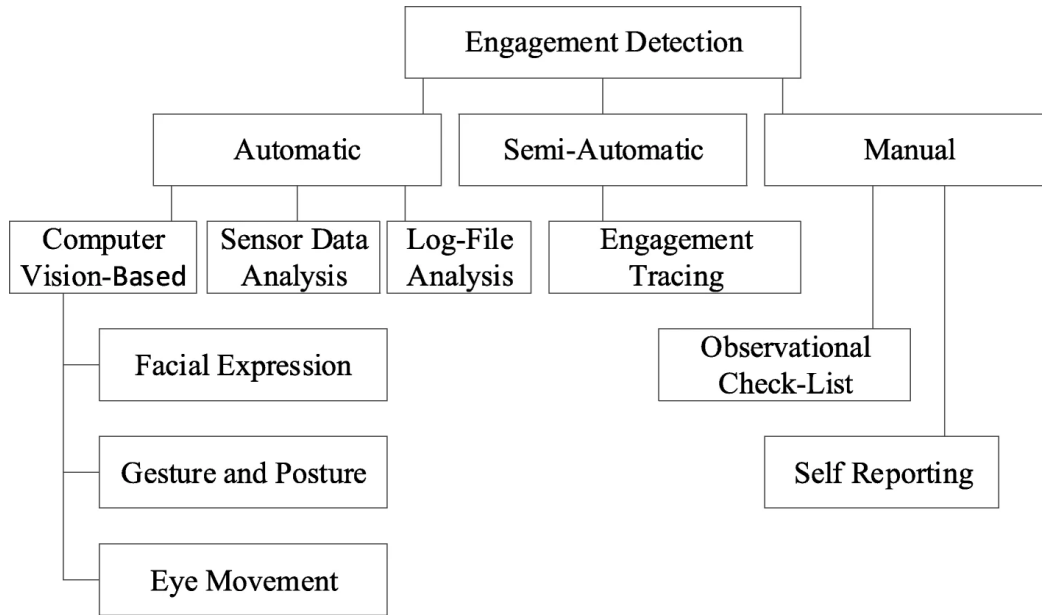 Engagement Detection
Automatic
Semi-Automatic
Manual
Computer
Vision-Based
Sensor Data
Analysis
Log-File
Analysis
Engagement
Tracing
Facial Expression
Observational
Check-List
Gesture and Posture
Self Reporting
Eye Movement